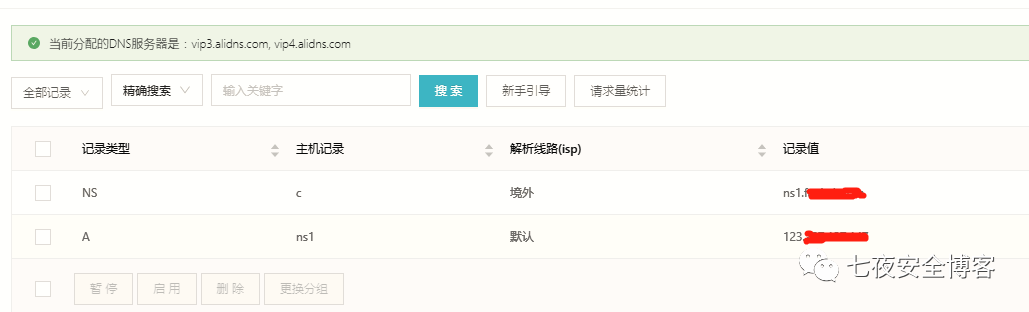 当前分配的DNS服务器是：vip3.alidns.com, vip4.alidns.com
全部记录 精确搜索 输入关键字 搜 索 新手引导 请求量统计
记录类型 主机记录 解析线路(isp) 记录值
NS c 境外 ns1.
A ns1 默认 123.
暂 停 启 用 删 除 更换分组
七夜安全博客